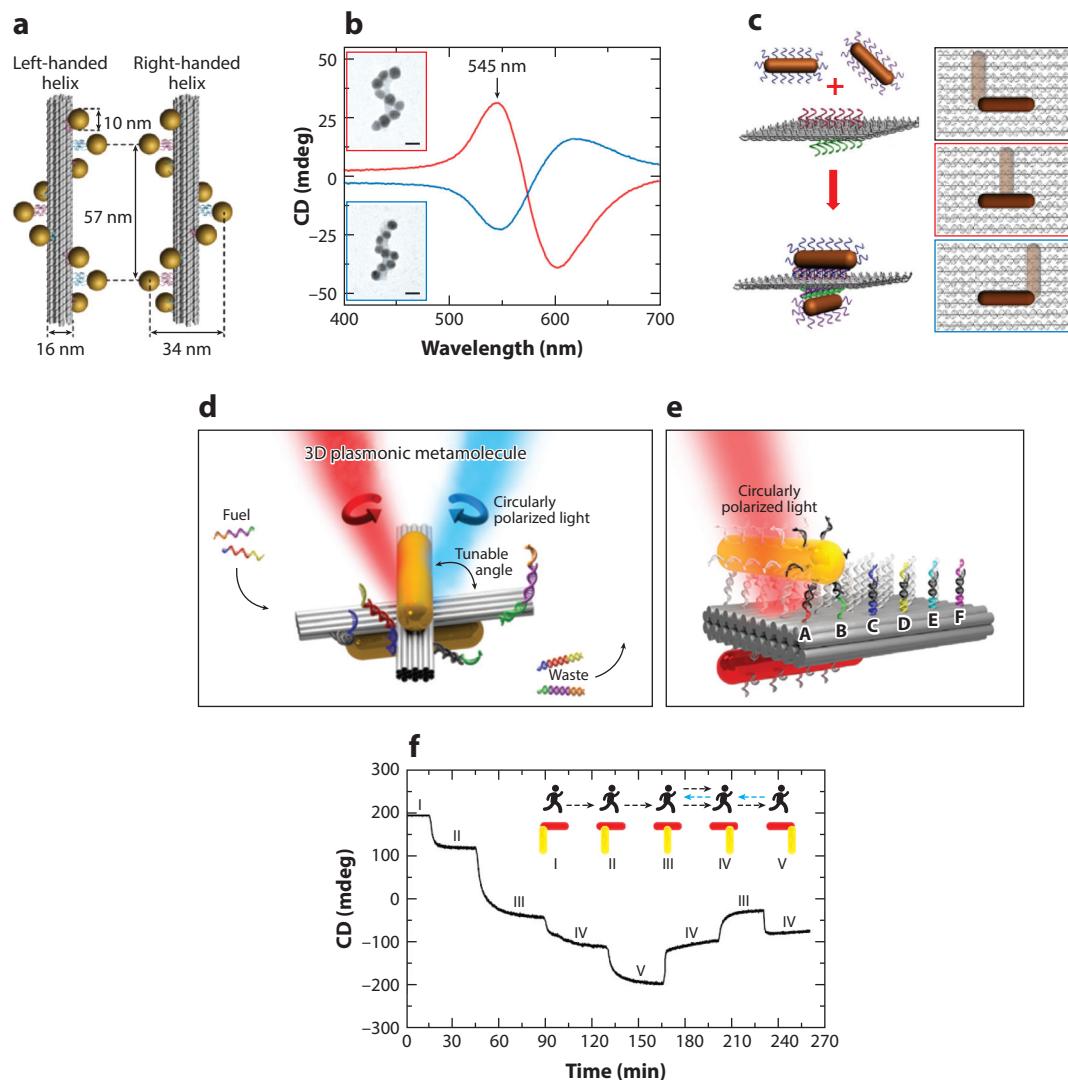 a
Left-handed helix
Right-handed helix
10 nm
57 nm
16 nm
34 nm
b
545 nm
CD (mdeg)
50
25
0
−25
−50
400
500
600
700
Wavelength (nm)
c
+
d
3D plasmonic metamolecule
Fuel
Circularly
polarized light
Tunable
angle
Waste
e
Circularly
polarized light
A
B
C
D
E
F
f
CD (mdeg)
300
200
100
0
−100
−200
−300
I
II
III
IV
V
IV
III
IV
I
II
III
IV
V
0
30
60
90
120
150
180
210
240
270
Time (min)